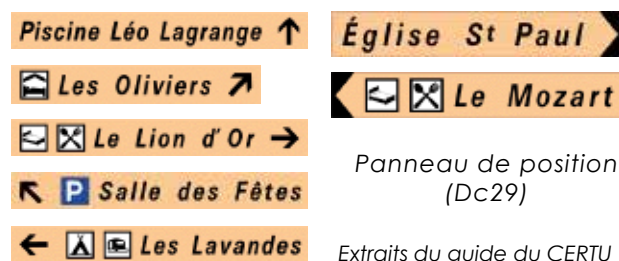 Piscine Léo Lagrange ↑
Les Oliviers ↗
Le Lion d'Or →
↖ P Salle des Fêtes
← Les Lavandes
Église St Paul
Le Mozart
Panneau de position
(Dc29)
Extraits du guide du CERTU